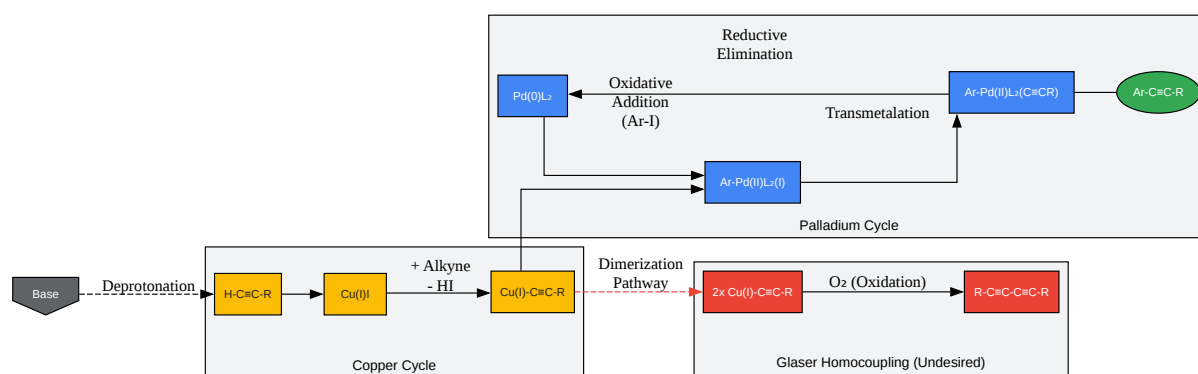 Reductive
Elimination
Pd(0)L₂
Oxidative
Addition
(Ar-I)
Ar-Pd(II)L₂(C≡CR)
Ar-C≡C-R
Transmetalation
Ar-Pd(II)L₂(I)
Palladium Cycle
Base
Deprotonation
H-C≡C-R
Cu(I)I
+ Alkyne
- HI
Cu(I)-C≡C-R
Copper Cycle
Dimerization
Pathway
2x Cu(I)-C≡C-R
O₂ (Oxidation)
R-C≡C-C≡C-R
Glaser Homocoupling (Undesired)